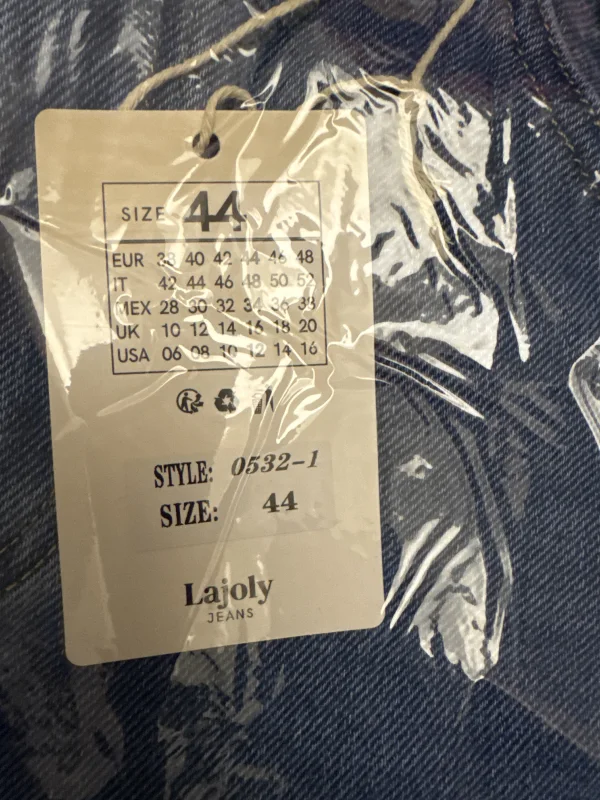 SIZE 44
EUR 38 40 42 44 46 48
IT 42 44 46 48 50 52
MEX 28 30 32 34 36 38
UK 10 12 14 16 18 20
USA 06 08 10 12 14 16
STYLE: 0532-1
SIZE: 44
Lajoly
JEANS